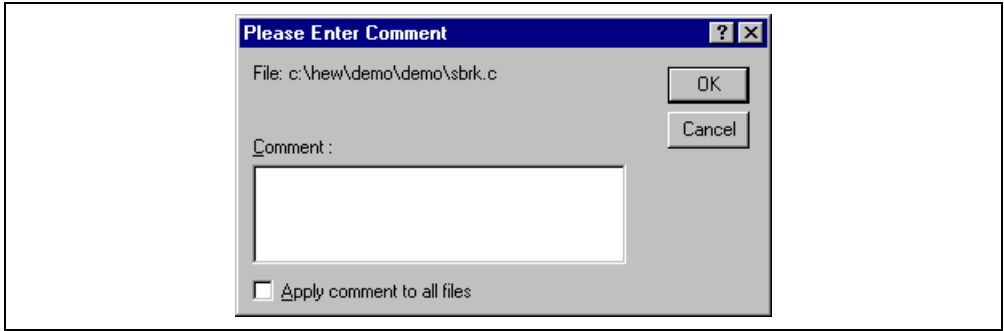 Please Enter Comment
File: c:\hew\demo\demo\sbrk.c
OK
Cancel
Comment :
Apply comment to all files